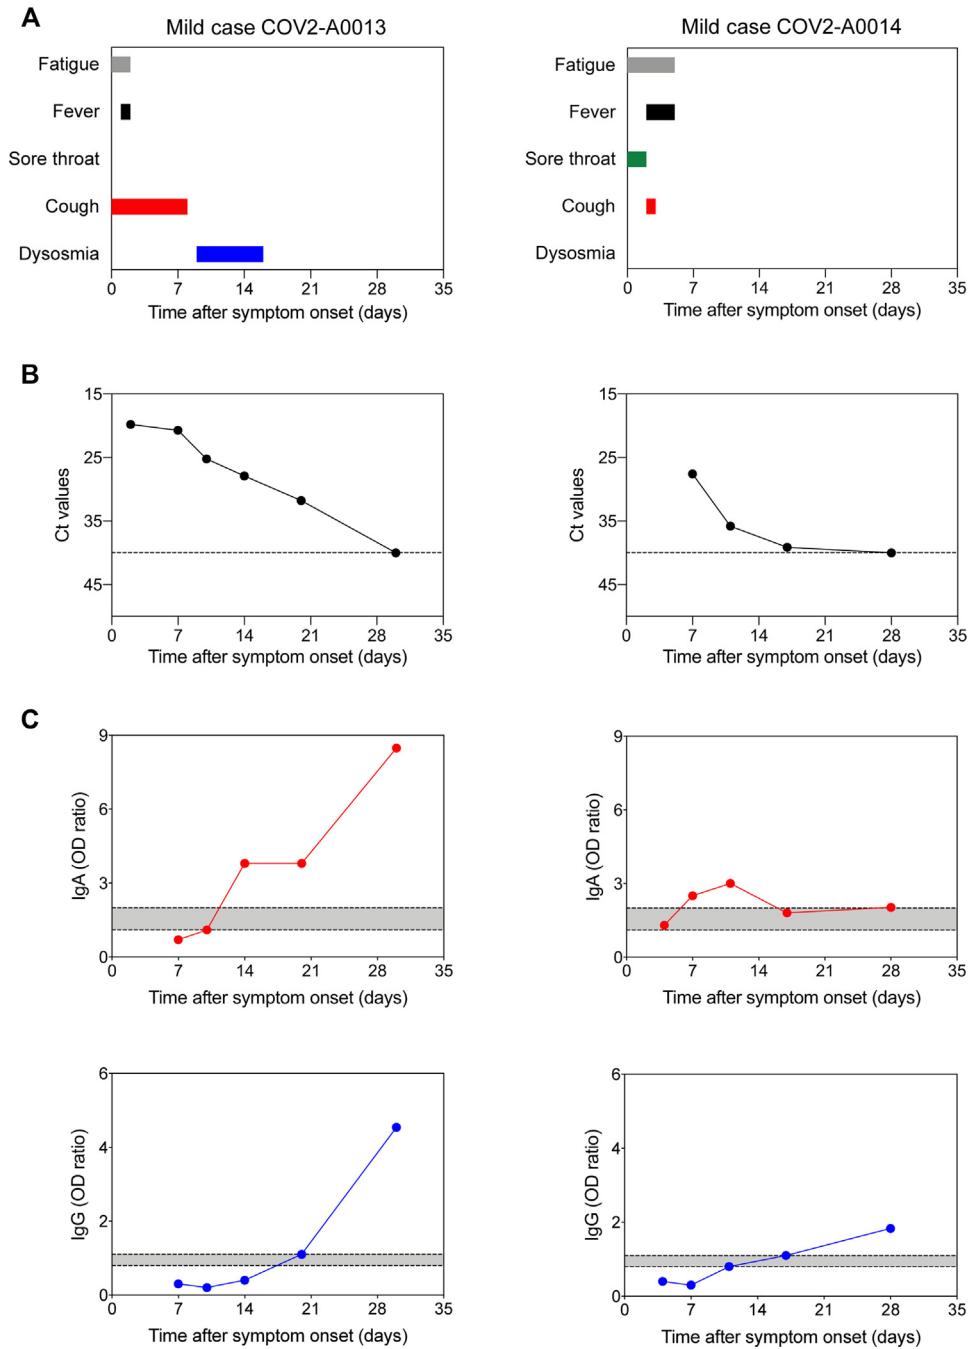 A
Mild case COV2-A0013
Mild case COV2-A0014
Fatigue
Fever
Sore throat
Cough
Dysosmia
0 7 14 21 28 35
Time after symptom onset (days)
Fatigue
Fever
Sore throat
Cough
Dysosmia
0 7 14 21 28 35
Time after symptom onset (days)
B
Ct values
15
25
35
45
0 7 14 21 28 35
Time after symptom onset (days)
Ct values
15
25
35
45
0 7 14 21 28 35
Time after symptom onset (days)
C
IgA (OD ratio)
9
6
3
0
0 7 14 21 28 35
Time after symptom onset (days)
IgA (OD ratio)
9
6
3
0
0 7 14 21 28 35
Time after symptom onset (days)
IgG (OD ratio)
6
4
2
0
0 7 14 21 28 35
Time after symptom onset (days)
IgG (OD ratio)
6
4
2
0
0 7 14 21 28 35
Time after symptom onset (days)